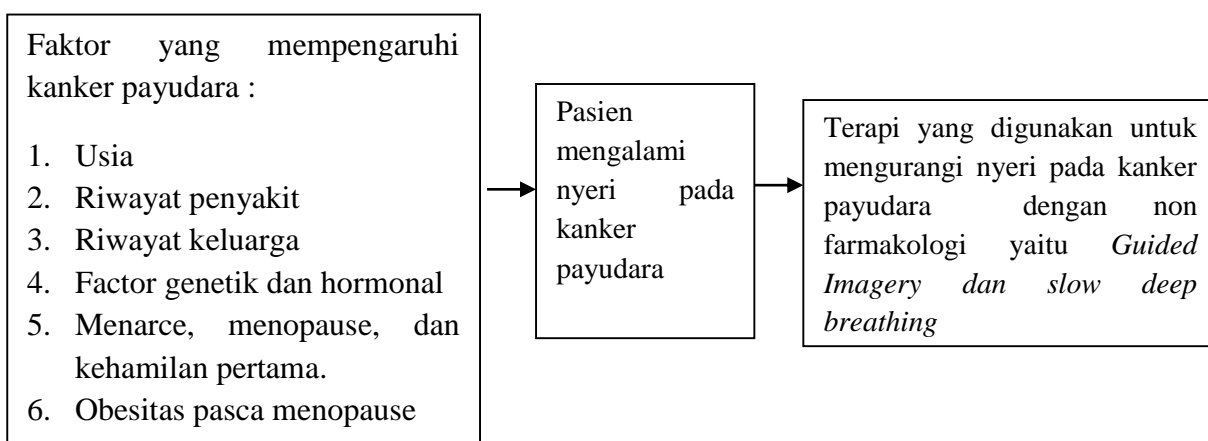 Faktor yang mempengaruhi
kanker payudara :
1. Usia
2. Riwayat penyakit
3. Riwayat keluarga
4. Factor genetik dan hormonal
5. Menarce, menopause, dan
kehamilan pertama.
6. Obesitas pasca menopause
Pasien
mengalami
nyeri pada
kanker
payudara
Terapi yang digunakan untuk
mengurangi nyeri pada kanker
payudara dengan non
farmakologi yaitu Guided
Imagery dan slow deep
breathing